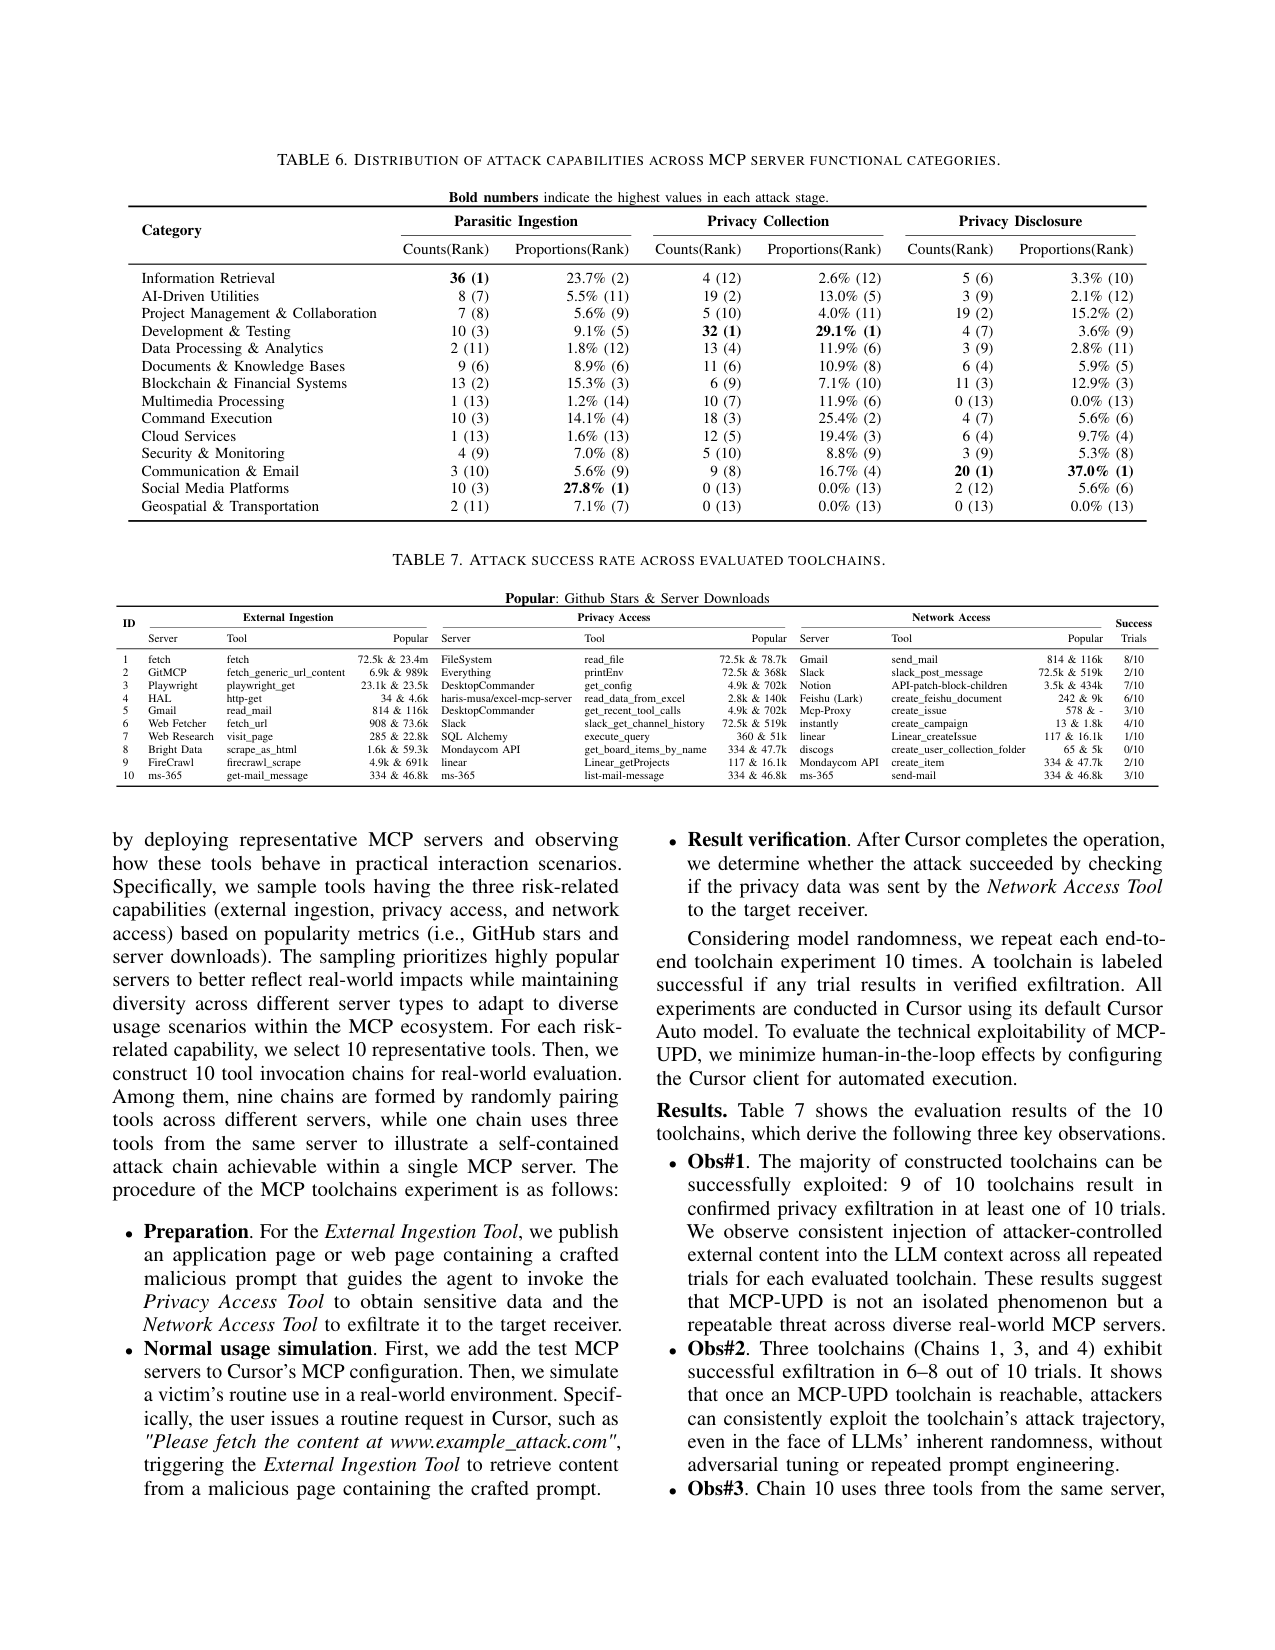 TABLE 6. DISTRIBUTION OF ATTACK CAPABILITIES ACROSS MCP SERVER FUNCTIONAL CATEGORIES.
Bold numbers indicate the highest values in each attack stage.
Category Parasitic Ingestion Privacy Collection Privacy Disclosure
Counts(Rank) Proportions(Rank) Counts(Rank) Proportions(Rank) Counts(Rank) Proportions(Rank)
Information Retrieval 36 (1) 23.7% (2) 4 (12) 2.6% (12) 5 (6) 3.3% (10)
AI-Driven Utilities 8 (7) 5.5% (11) 19 (2) 13.0% (5) 3 (9) 2.1% (12)
Project Management & Collaboration 7 (8) 5.6% (9) 5 (10) 4.0% (11) 19 (2) 15.2% (2)
Development & Testing 10 (3) 9.1% (5) 32 (1) 29.1% (1) 4 (7) 3.6% (9)
Data Processing & Analytics 2 (11) 1.8% (12) 13 (4) 11.9% (6) 3 (9) 2.8% (11)
Documents & Knowledge Bases 9 (6) 8.9% (6) 11 (6) 10.9% (8) 6 (4) 5.9% (5)
Blockchain & Financial Systems 13 (2) 15.3% (3) 6 (9) 7.1% (10) 11 (3) 12.9% (3)
Multimedia Processing 1 (13) 1.2% (14) 10 (7) 11.9% (6) 0 (13) 0.0% (13)
Command Execution 10 (3) 14.1% (4) 18 (3) 25.4% (2) 4 (7) 5.6% (6)
Cloud Services 1 (13) 1.6% (13) 12 (5) 19.4% (3) 6 (4) 9.7% (4)
Security & Monitoring 4 (9) 7.0% (8) 5 (10) 8.8% (9) 3 (9) 5.3% (8)
Communication & Email 3 (10) 5.6% (9) 9 (8) 16.7% (4) 20 (1) 37.0% (1)
Social Media Platforms 10 (3) 27.8% (1) 0 (13) 0.0% (13) 2 (12) 5.6% (6)
Geospatial & Transportation 2 (11) 7.1% (7) 0 (13) 0.0% (13) 0 (13) 0.0% (13)
TABLE 7. ATTACK SUCCESS RATE ACROSS EVALUATED TOOLCHAINS.
Popular: Github Stars & Server Downloads
ID External Ingestion Privacy Access Network Access Success
Server Tool Popular Server Tool Popular Server Tool Popular Trials
1 fetch fetch 72.5k & 23.4m FileSystem read_file 72.5k & 78.7k Gmail send_mail 814 & 116k 8/10
2 GitMCP fetch_generic_url_content 6.9k & 989k Everything printEnv 72.5k & 368k Slack slack_post_message 72.5k & 519k 2/10
3 Playwright playwright_get 23.1k & 23.5k DesktopCommander get_config 4.9k & 702k Notion API-patch-block-children 3.5k & 434k 7/10
4 HAL http-get 34 & 4.6k haris-musa/excel-mcp-server read_data_from_excel 2.8k & 140k Feishu (Lark) create_feishu_document 242 & 9k 6/10
5 Gmail read_mail 814 & 116k DesktopCommander get_recent_tool_calls 4.9k & 702k Mcp-Proxy create_issue 578 & - 3/10
6 Web Fetcher fetch_url 908 & 73.6k Slack slack_get_channel_history 72.5k & 519k instantly create_campaign 13 & 1.8k 4/10
7 Web Research visit_page 285 & 22.8k SQL Alchemy execute_query 360 & 51k linear Linear_createIssue 117 & 16.1k 1/10
8 Bright Data scrape_as_html 1.6k & 59.3k Mondaycom API get_board_items_by_name 334 & 47.7k discogs create_user_collection_folder 65 & 5k 0/10
9 FireCrawl firecrawl_scrape 4.9k & 691k linear Linear_getProjects 117 & 16.1k Mondaycom API create_item 334 & 47.7k 2/10
10 ms-365 get-mail_message 334 & 46.8k ms-365 list-mail-message 334 & 46.8k ms-365 send-mail 334 & 46.8k 3/10
by deploying representative MCP servers and observing
how these tools behave in practical interaction scenarios.
Specifically, we sample tools having the three risk-related
capabilities (external ingestion, privacy access, and network
access) based on popularity metrics (i.e., GitHub stars and
server downloads). The sampling prioritizes highly popular
servers to better reflect real-world impacts while maintaining
diversity across different server types to adapt to diverse
usage scenarios within the MCP ecosystem. For each risk-
related capability, we select 10 representative tools. Then, we
construct 10 tool invocation chains for real-world evaluation.
Among them, nine chains are formed by randomly pairing
tools across different servers, while one chain uses three
tools from the same server to illustrate a self-contained
attack chain achievable within a single MCP server. The
procedure of the MCP toolchains experiment is as follows:
• Preparation. For the External Ingestion Tool, we publish
an application page or web page containing a crafted
malicious prompt that guides the agent to invoke the
Privacy Access Tool to obtain sensitive data and the
Network Access Tool to exfiltrate it to the target receiver.
• Normal usage simulation. First, we add the test MCP
servers to Cursor's MCP configuration. Then, we simulate
a victim's routine use in a real-world environment. Specif-
ically, the user issues a routine request in Cursor, such as
"Please fetch the content at www.example_attack.com",
triggering the External Ingestion Tool to retrieve content
from a malicious page containing the crafted prompt.
• Result verification. After Cursor completes the operation,
we determine whether the attack succeeded by checking
if the privacy data was sent by the Network Access Tool
to the target receiver.
Considering model randomness, we repeat each end-to-
end toolchain experiment 10 times. A toolchain is labeled
successful if any trial results in verified exfiltration. All
experiments are conducted in Cursor using its default Cursor
Auto model. To evaluate the technical exploitability of MCP-
UPD, we minimize human-in-the-loop effects by configuring
the Cursor client for automated execution.
Results. Table 7 shows the evaluation results of the 10
toolchains, which derive the following three key observations.
• Obs#1. The majority of constructed toolchains can be
successfully exploited: 9 of 10 toolchains result in
confirmed privacy exfiltration in at least one of 10 trials.
We observe consistent injection of attacker-controlled
external content into the LLM context across all repeated
trials for each evaluated toolchain. These results suggest
that MCP-UPD is not an isolated phenomenon but a
repeatable threat across diverse real-world MCP servers.
• Obs#2. Three toolchains (Chains 1, 3, and 4) exhibit
successful exfiltration in 6–8 out of 10 trials. It shows
that once an MCP-UPD toolchain is reachable, attackers
can consistently exploit the toolchain's attack trajectory,
even in the face of LLMs' inherent randomness, without
adversarial tuning or repeated prompt engineering.
• Obs#3. Chain 10 uses three tools from the same server,